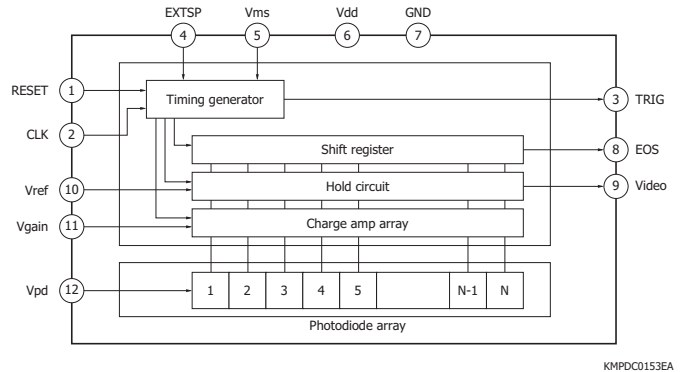 EXTSP Vms Vdd GND
4 5 6 7
RESET 1 Timing generator 3 TRIG
CLK 2
Shift register 8 EOS
Vref 10 Hold circuit 9 Video
Vgain 11 Charge amp array
Vpd 12 1 2 3 4 5 N-1 N
Photodiode array
KMPDC0153EA